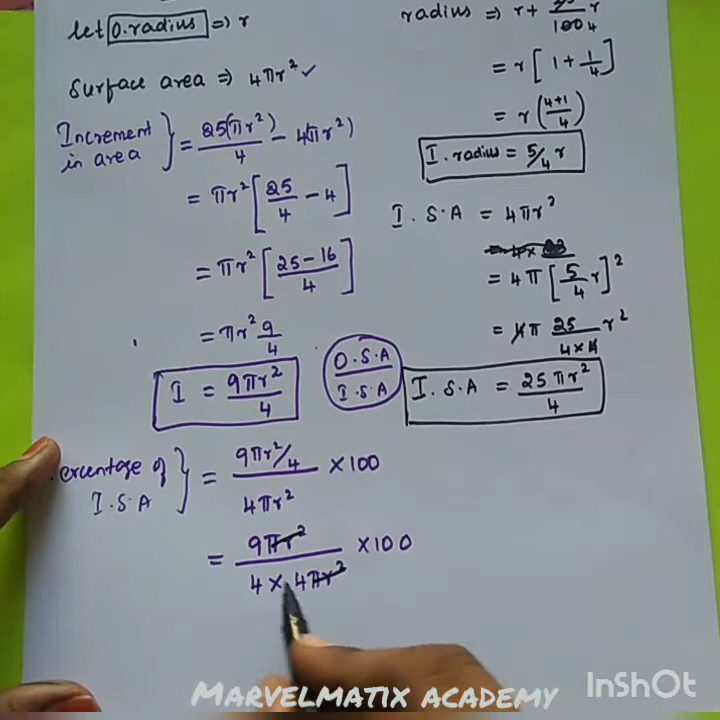 let O.radius ⇒ r
Surface area ⇒ 4πr² ✓
Increment in area } = 25(πr²)/4 − 4(πr²)
= πr² [25/4 − 4]
= πr² [25−16/4]
= πr² 9/4
I = 9πr²/4
radius ⇒ r + /100 4 r
= r [1 + 1/4]
= r (4+1/4)
I. radius = 5/4 r
I. S.A = 4πr²
= 4π [5/4 r]²
= 4π 25/4×4 r²
O.S.A/I.S.A
I. S.A = 25πr²/4
ercentage of I.S.A } = 9πr²/4/4πr² ×100
= 9πr²/4×4πr² ×100
MARVELMATIX ACADEMY
InShOt